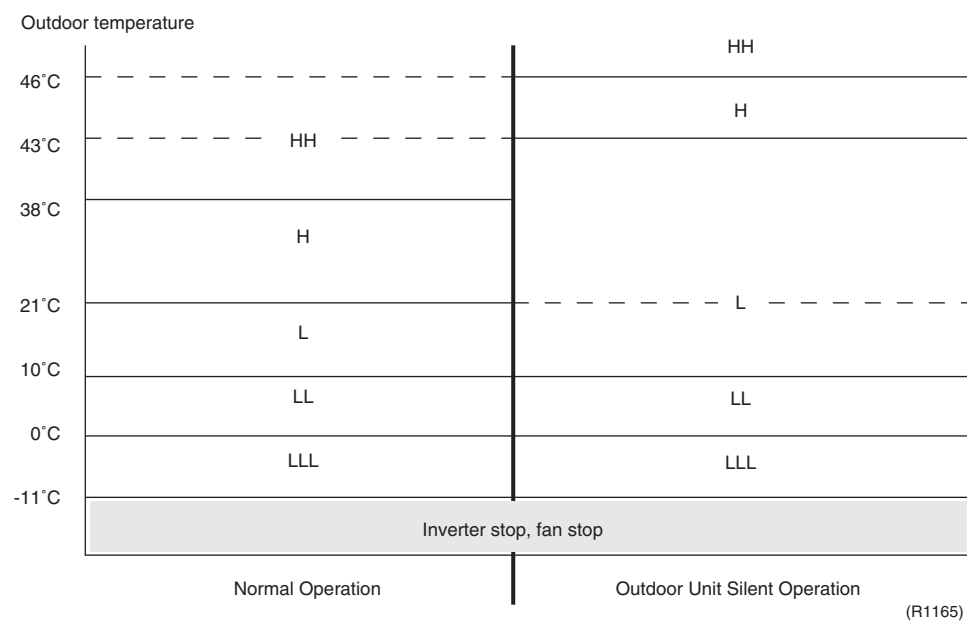 Outdoor temperature
HH
46˚C
H
43˚C
HH
38˚C
H
21˚C
L
L
10˚C
LL
LL
0˚C
LLL
LLL
-11˚C
Inverter stop, fan stop
Normal Operation
Outdoor Unit Silent Operation
(R1165)